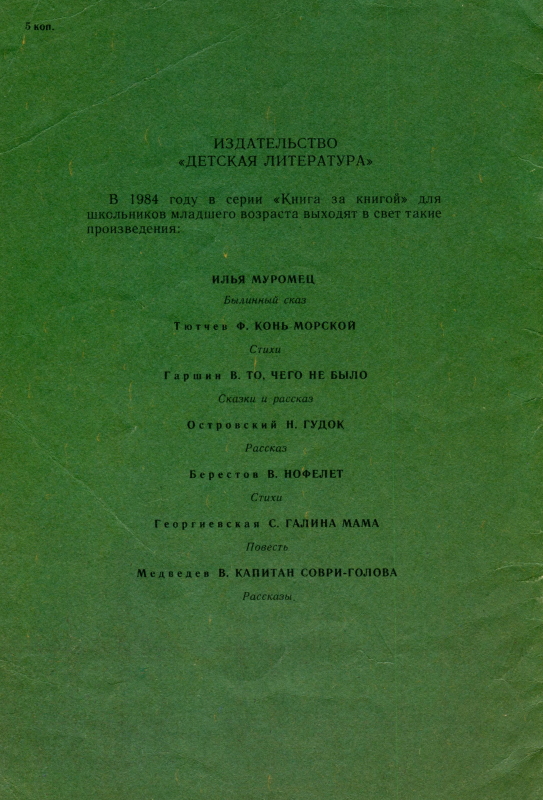 5 коп.
ИЗДАТЕЛЬСТВО
«ДЕТСКАЯ ЛИТЕРАТУРА»
В 1984 году в серии «Книга за книгой» для
школьников младшего возраста выходят в свет такие
произведения:
ИЛЬЯ МУРОМЕЦ
Былинный сказ
Тютчев Ф. КОНЬ МОРСКОЙ
Стихи
Гаршин В. ТО, ЧЕГО НЕ БЫЛО
Сказки и рассказ
Островский Н. ГУДОК
Рассказ
Берестов В. НОФЕЛЕТ
Стихи
Георгиевская С. ГАЛИНА МАМА
Повесть
Медведев В. КАПИТАН СОВРИ-ГОЛОВА
Рассказы